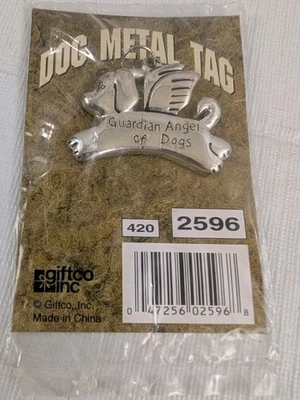 DOG METAL TAG
Guardian Angel
of Dogs
420 2596
giftco
inc
© Giftco, Inc.
Made in China
0 47256 02596 8